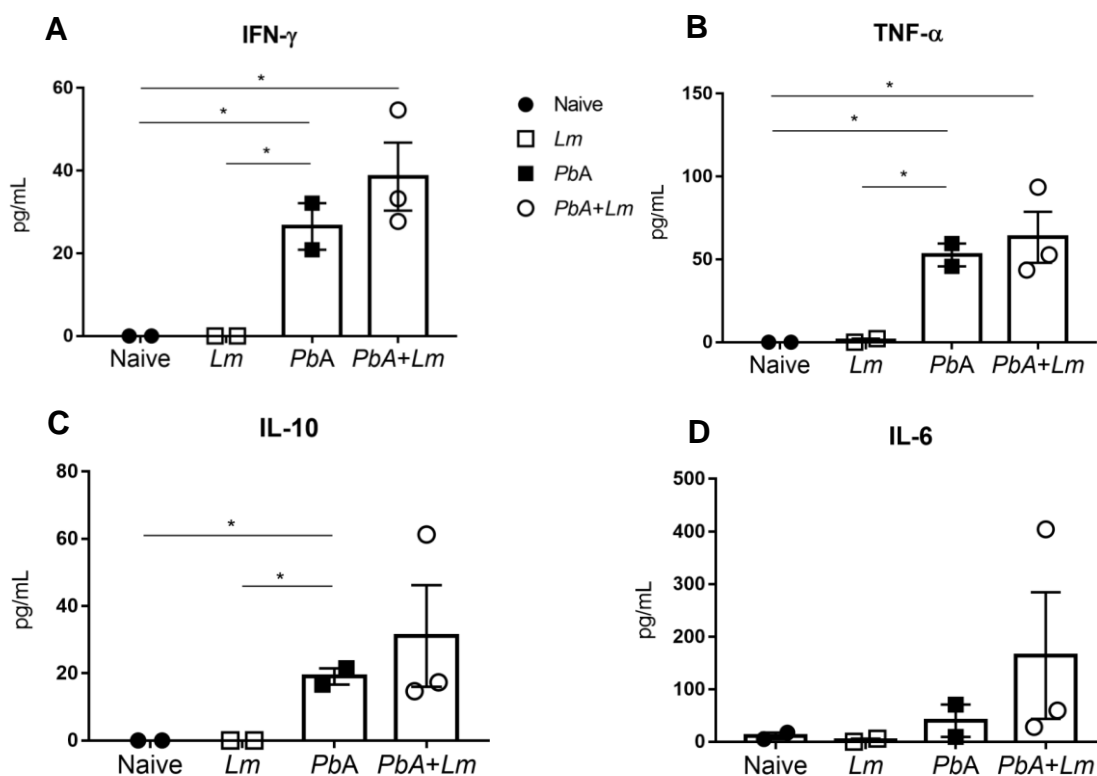 A
IFN-γ
pg/mL
60
40
20
0
*
*
*
Naive
Lm
PbA
PbA+Lm
Naive
Lm
PbA
PbA+Lm
B
TNF-α
pg/mL
150
100
50
0
*
*
*
Naive
Lm
PbA
PbA+Lm
C
IL-10
pg/mL
80
60
40
20
0
*
*
Naive
Lm
PbA
PbA+Lm
D
IL-6
pg/mL
500
400
300
200
100
0
Naive
Lm
PbA
PbA+Lm